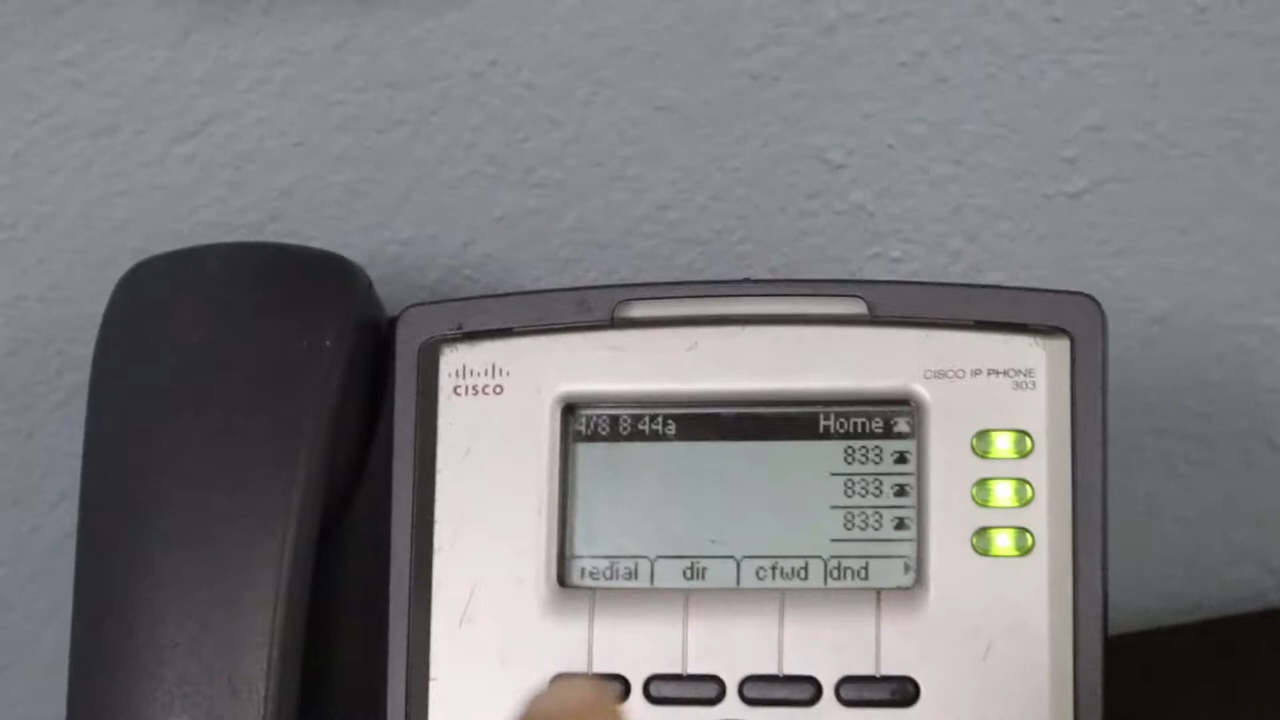 CISCO
CISCO IP PHONE
303
4/8 8:44a Home
833
833
833
redial dir cfwd dnd